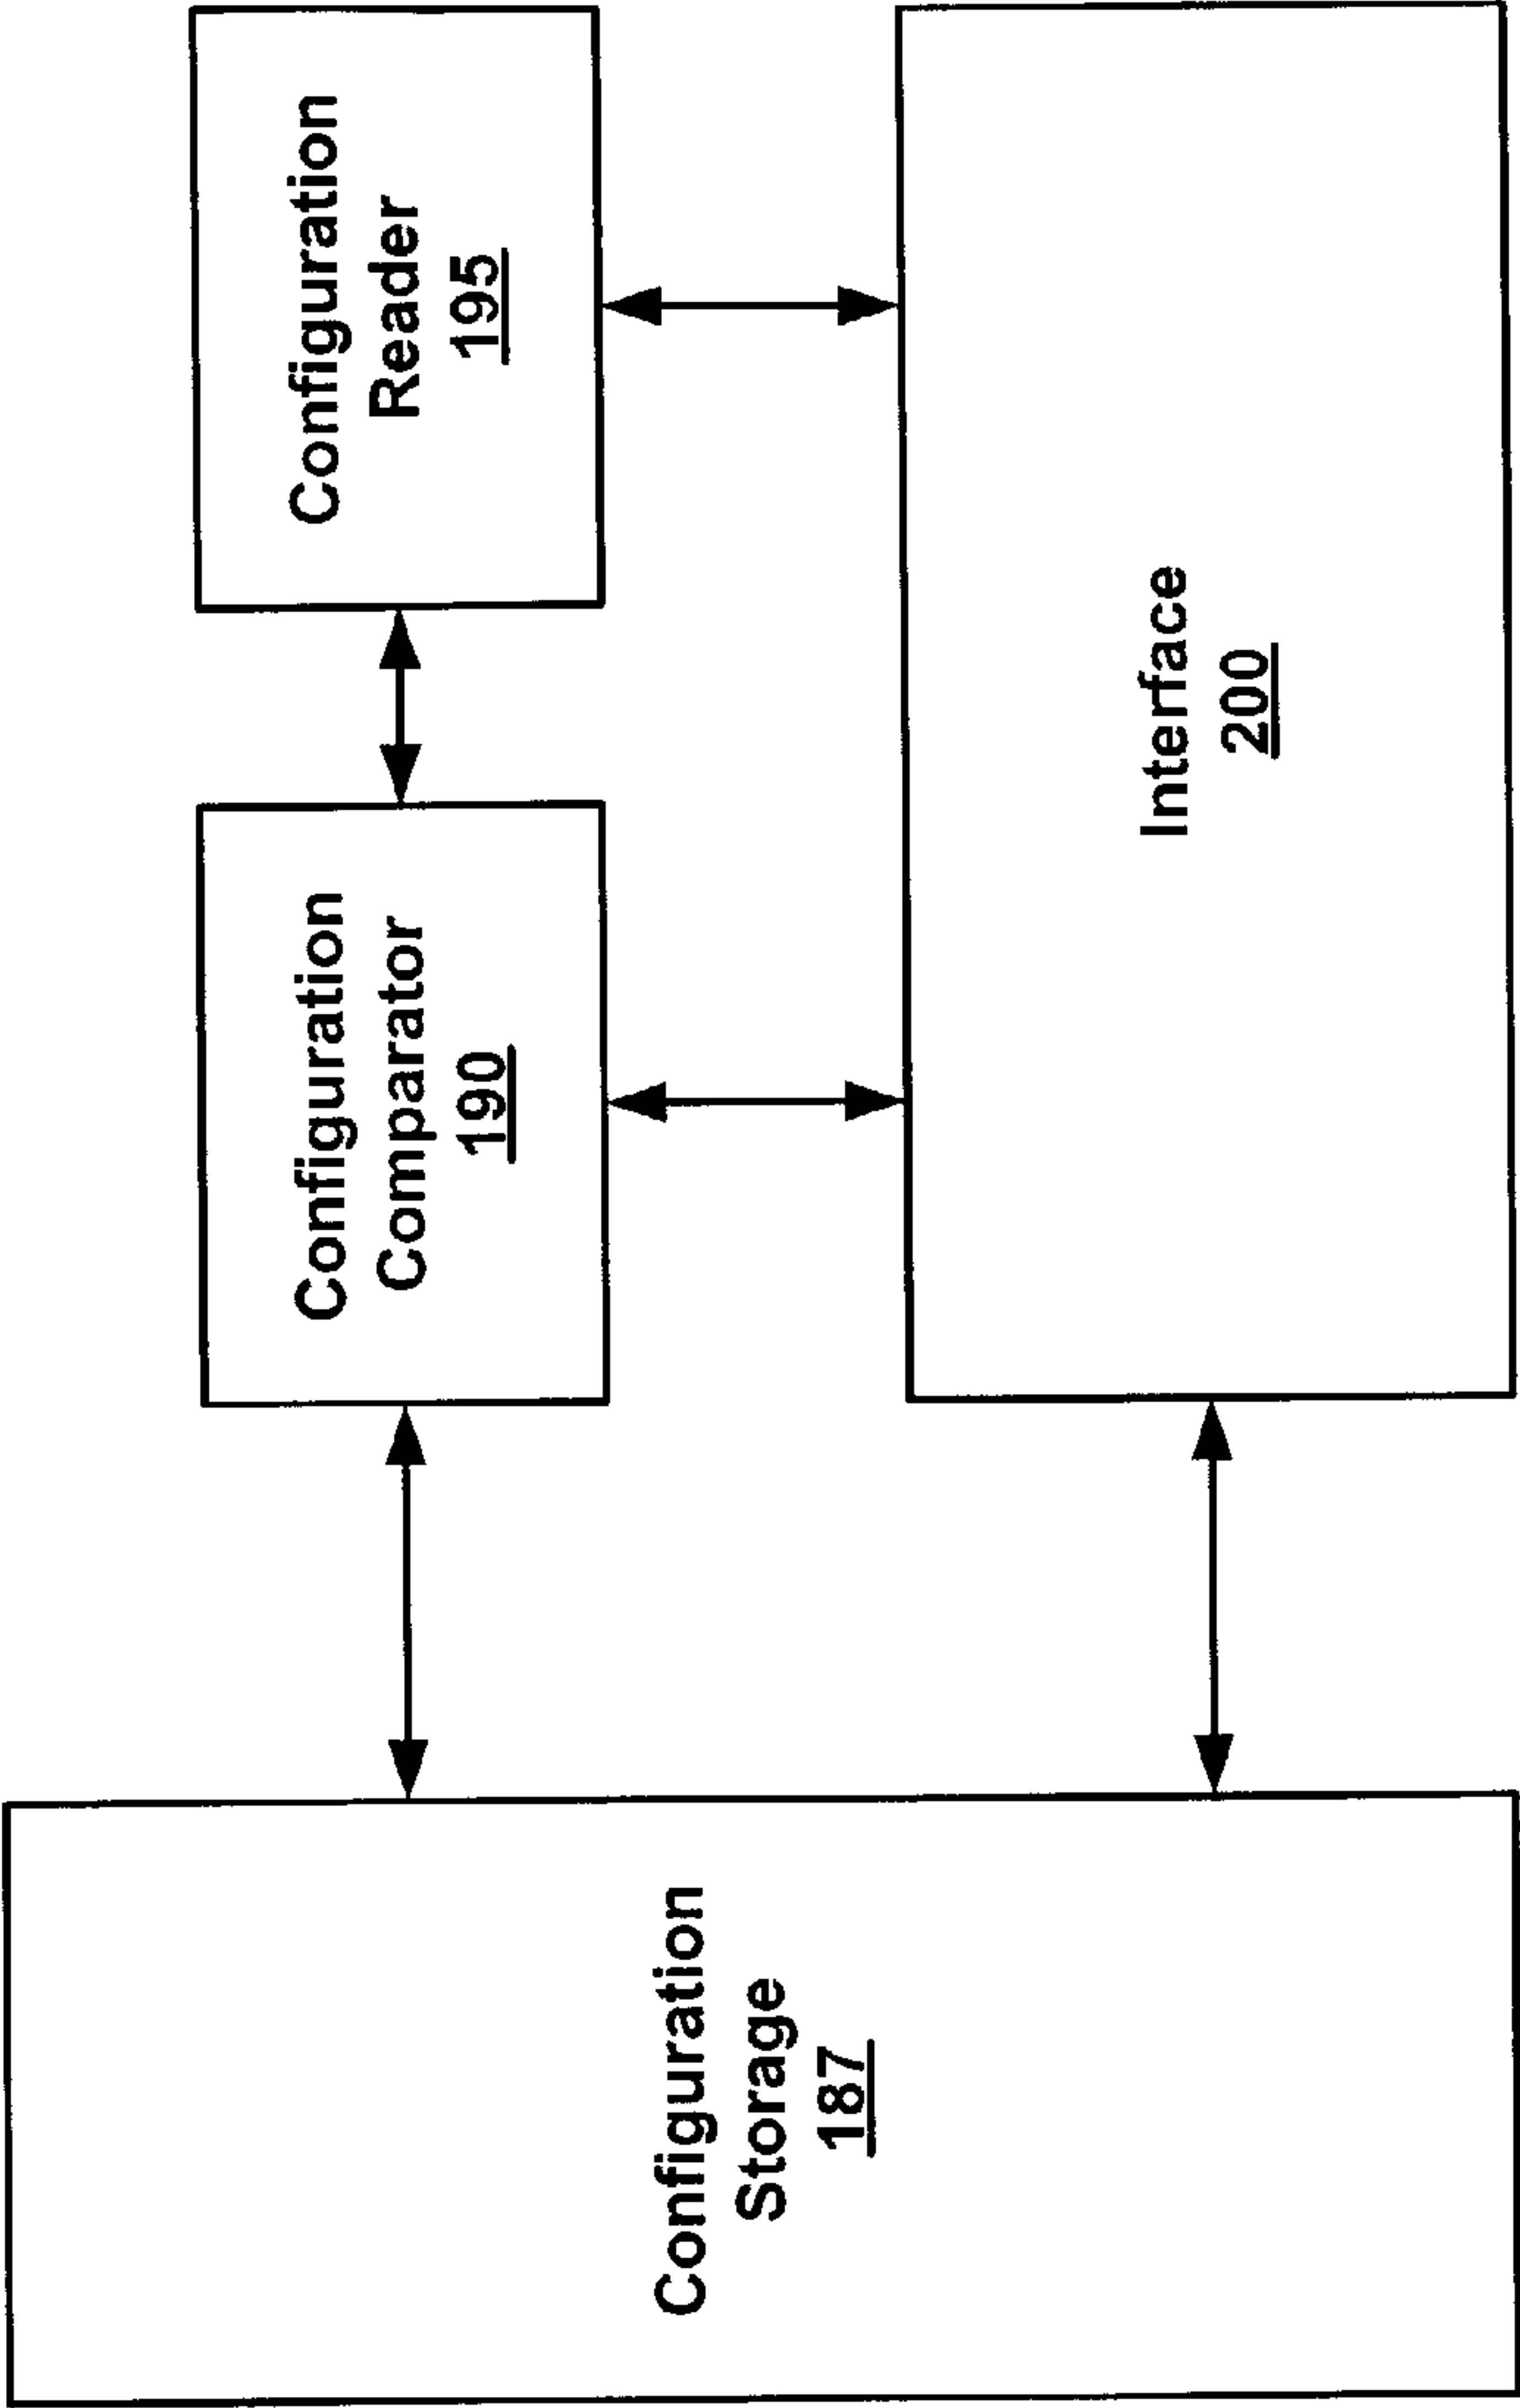 Configuration
Storage
187
Configuration
Comparator
190
Configuration
Reader
195
Interface
200